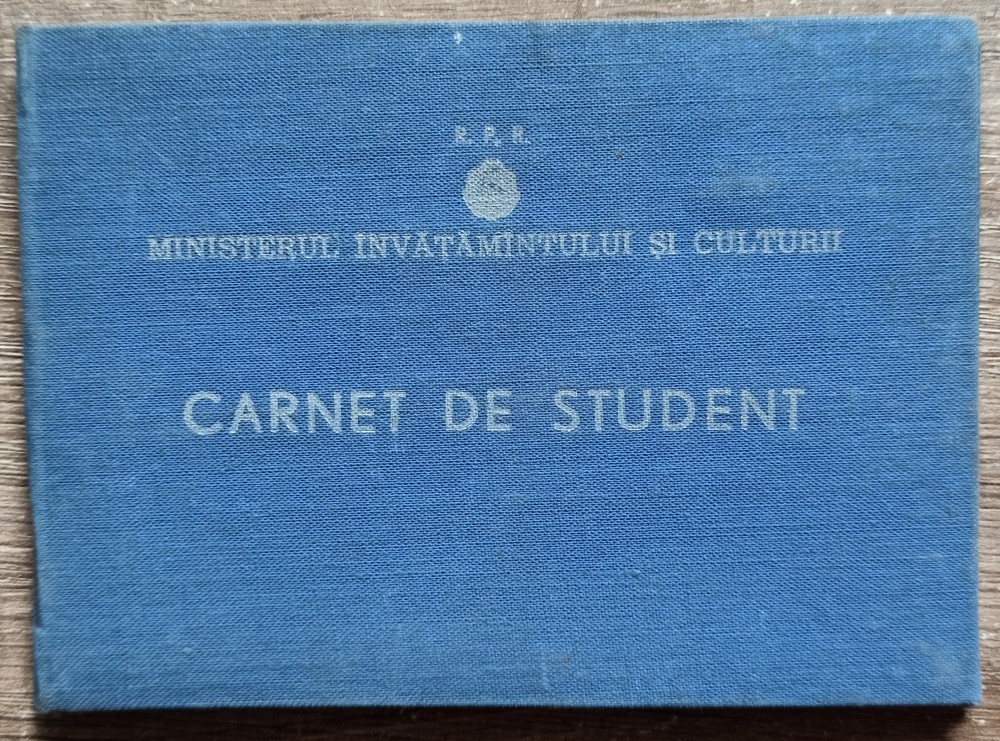 R. P. R.
MINISTERUL ÎNVĂȚĂMÎNTULUI ȘI CULTURII
CARNET DE STUDENT